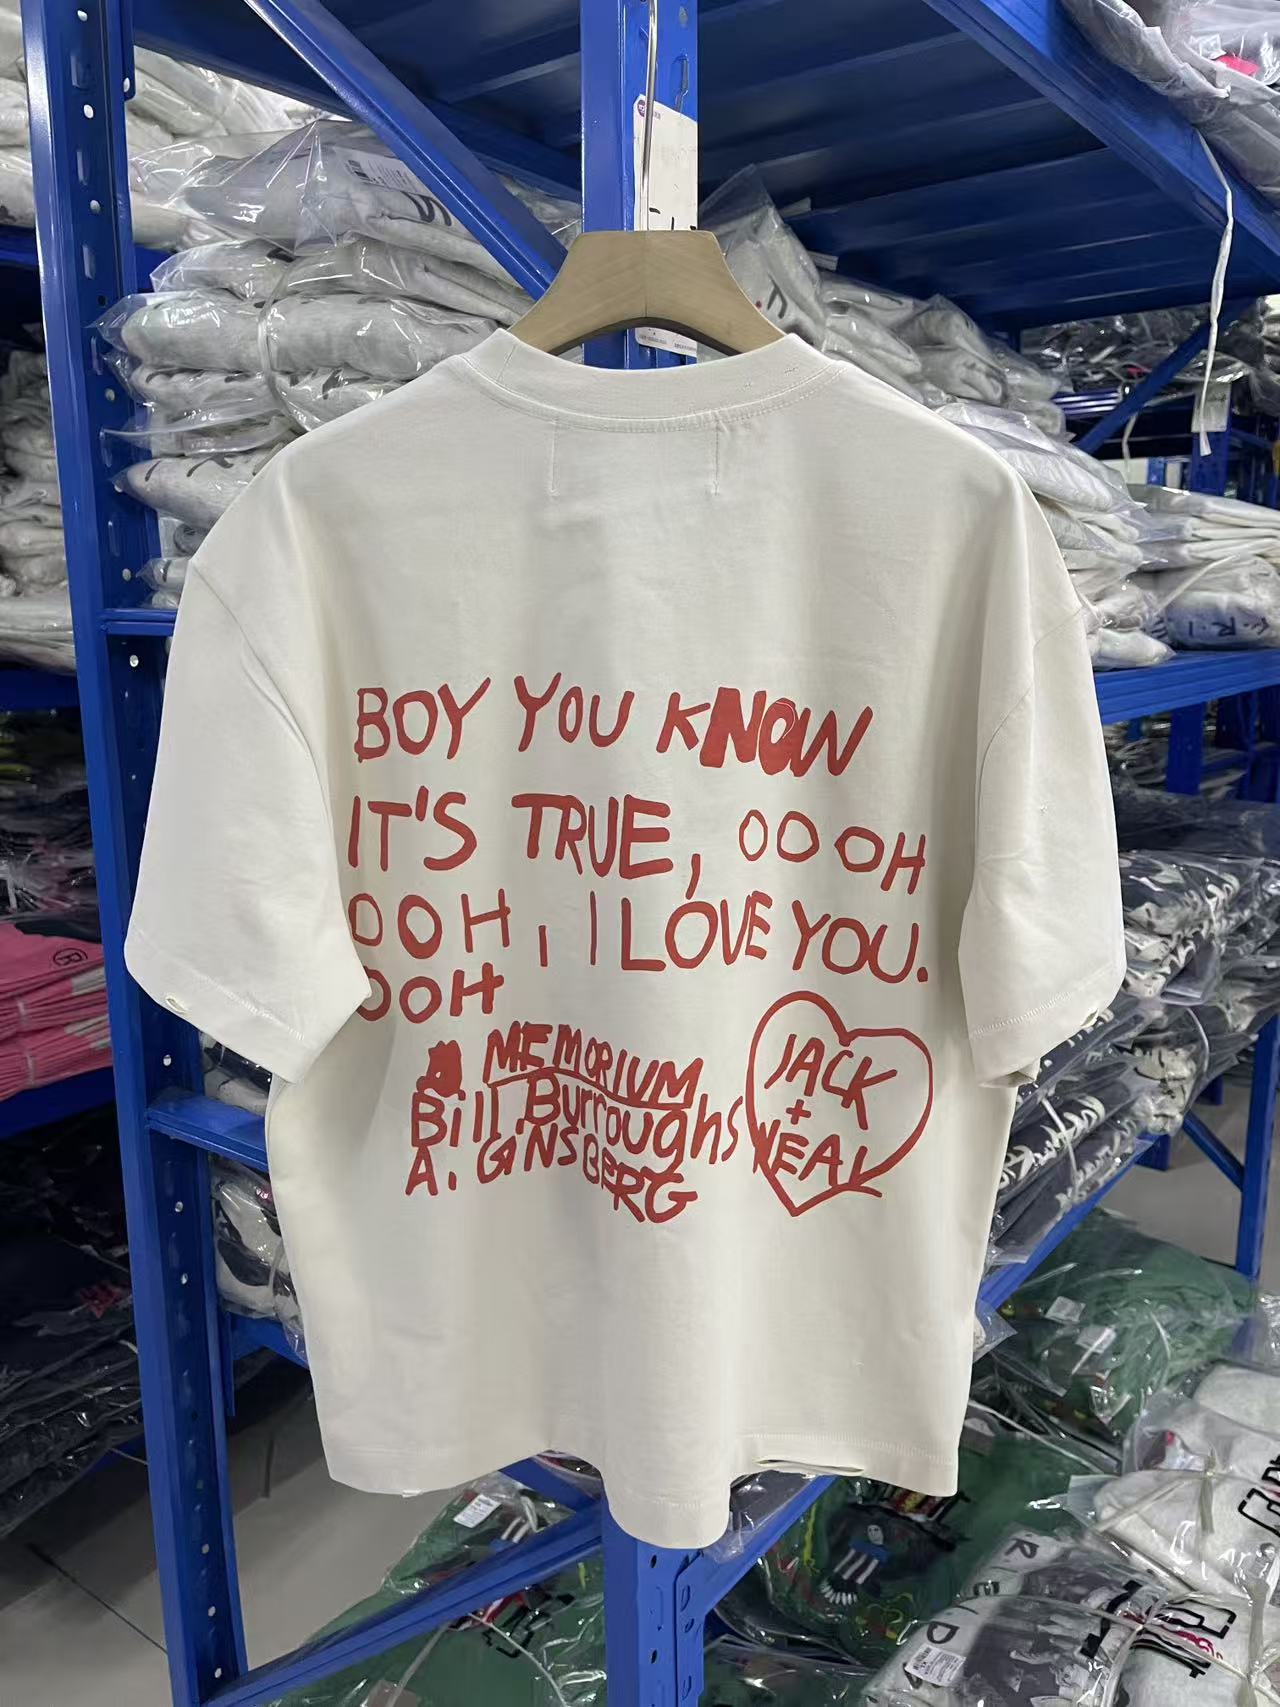 BOY YOU KNOW
IT'S TRUE, OOOH
OOH, I LOVE YOU.
OOH
MEMORIUM
Bill Burroughs
A. GINSBERG
JACK
+
NEAL